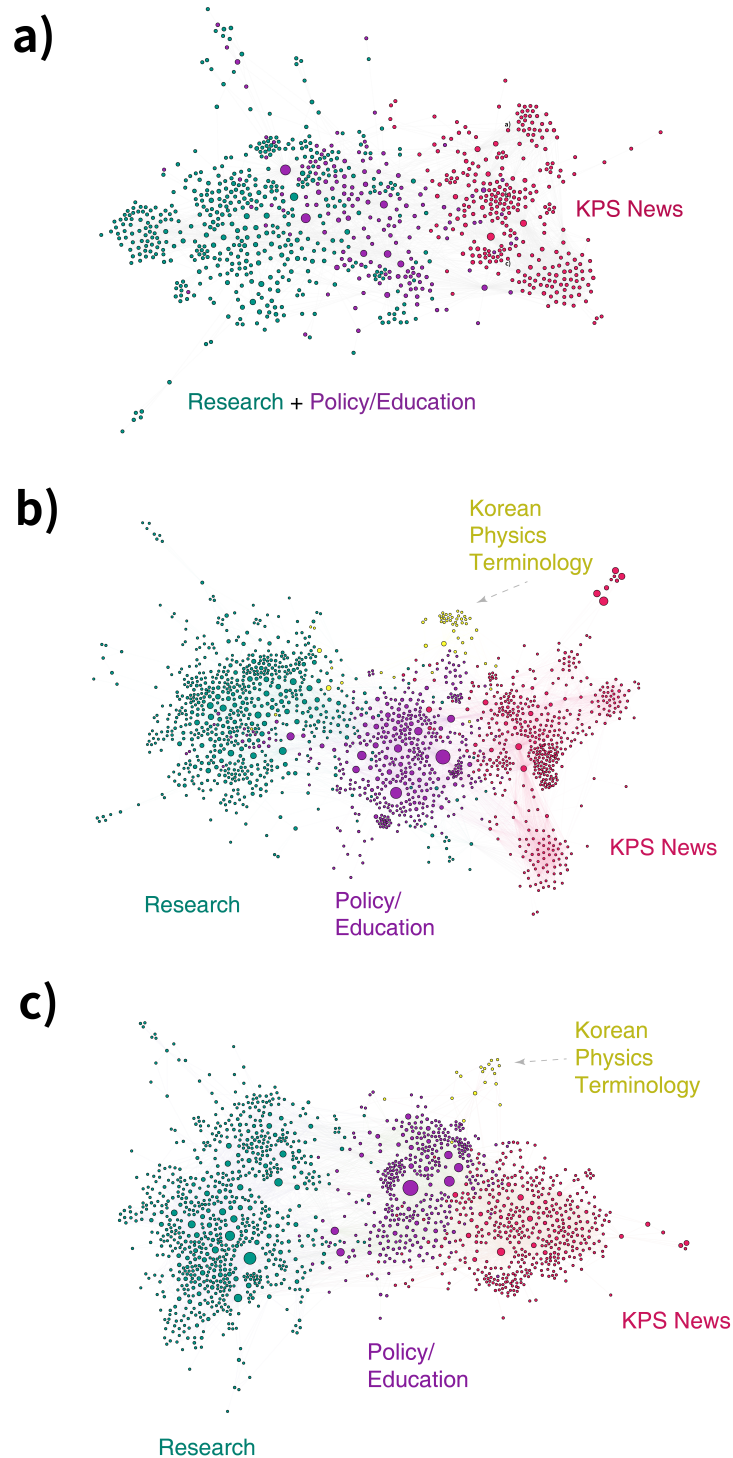 a)
a)
KPS News
c)
Research + Policy/Education
b)
Korean
Physics
Terminology
KPS News
Research
Policy/
Education
c)
Korean
Physics
Terminology
KPS News
Policy/
Education
Research